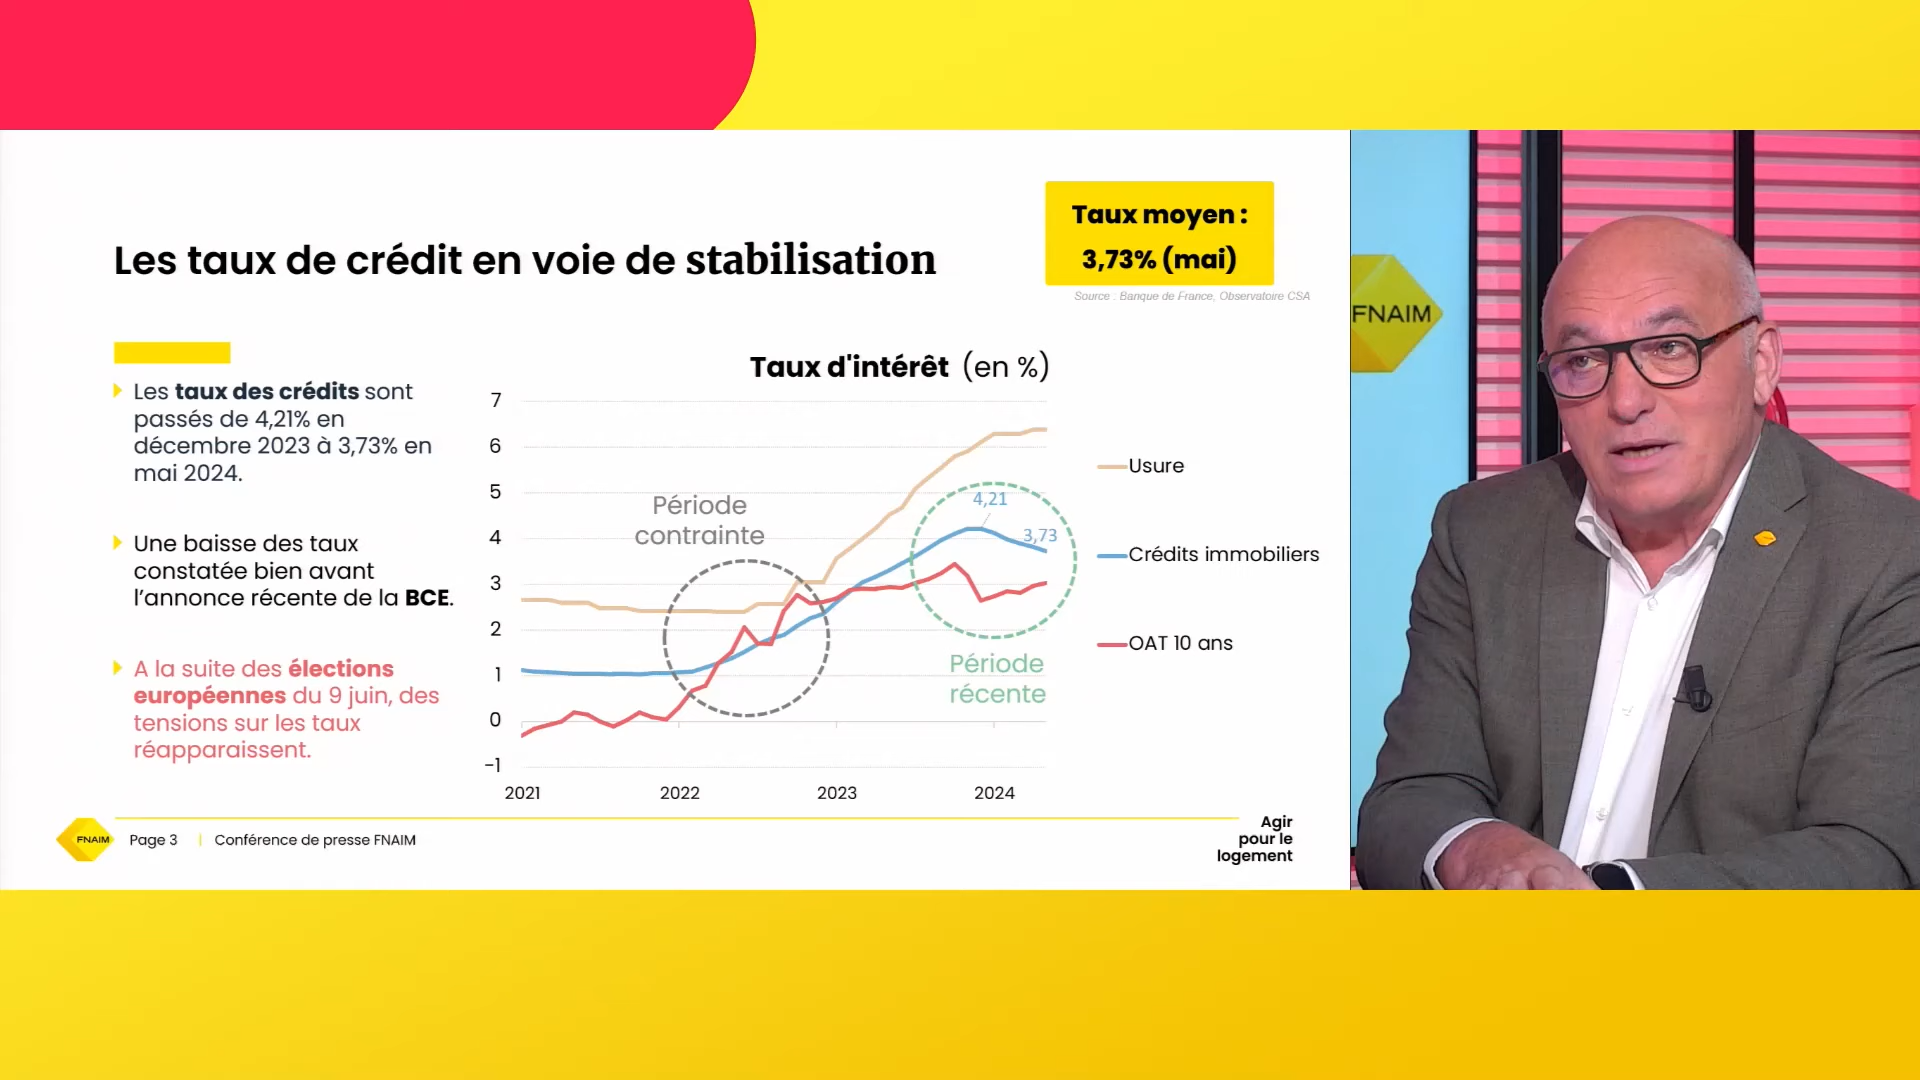 Taux moyen :
3,73% (mai)
Source : Banque de France, Observatoire CSA
Les taux de crédit en voie de stabilisation
Les taux des crédits sont
passés de 4,21% en
décembre 2023 à 3,73% en
mai 2024.
Une baisse des taux
constatée bien avant
l’annonce récente de la BCE.
A la suite des élections
européennes du 9 juin, des
tensions sur les taux
réapparaissent.
Taux d'intérêt (en %)
7
6
5
4
3
2
1
0
-1
2021
2022
2023
2024
Période
contrainte
4,21
3,73
Période
récente
Usure
Crédits immobiliers
OAT 10 ans
FNAIM
Page 3 | Conférence de presse FNAIM
Agir
pour le
logement
FNAIM